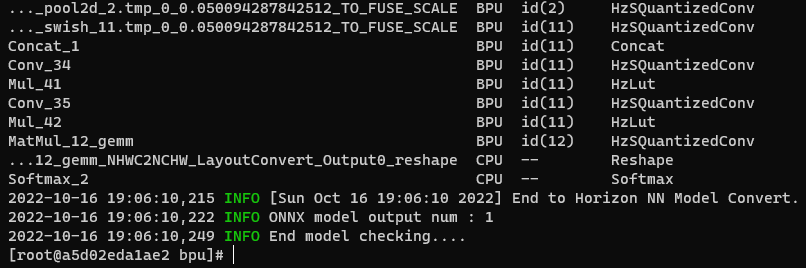 ..._pool2d_2.tmp_0_0.050094287842512_TO_FUSE_SCALE BPU id(2) HzSQuantizedConv
..._swish_11.tmp_0_0.050094287842512_TO_FUSE_SCALE BPU id(11) HzSQuantizedConv
Concat_1 BPU id(11) Concat
Conv_34 BPU id(11) HzSQuantizedConv
Mul_41 BPU id(11) HzLut
Conv_35 BPU id(11) HzSQuantizedConv
Mul_42 BPU id(11) HzLut
MatMul_12_gemm BPU id(12) HzSQuantizedConv
...12_gemm_NHWC2NCHW_LayoutConvert_Output0_reshape CPU -- Reshape
Softmax_2 CPU -- Softmax
2022-10-16 19:06:10,215 INFO [Sun Oct 16 19:06:10 2022] End to Horizon NN Model Convert.
2022-10-16 19:06:10,222 INFO ONNX model output num : 1
2022-10-16 19:06:10,249 INFO End model checking....
[root@a5d02eda1ae2 bpu]#